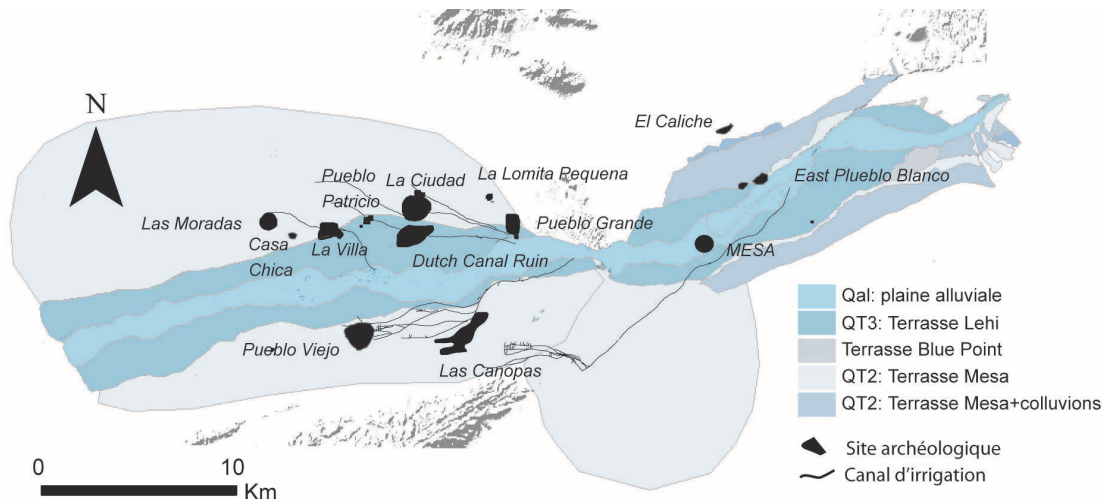 N
El Caliche
Pueblo
Patricio
La Ciudad
La Lomita Pequena
East Plueblo Blanco
Las Moradas
Casa
Chica
La Villa
Dutch Canal Ruin
Pueblo Grande
MESA
Pueblo Viejo
Las Canopas
Qal: plaine alluviale
QT3: Terrasse Lehi
Terrasse Blue Point
QT2: Terrasse Mesa
QT2: Terrasse Mesa+colluvions
Site archéologique
Canal d'irrigation
0 10
Km